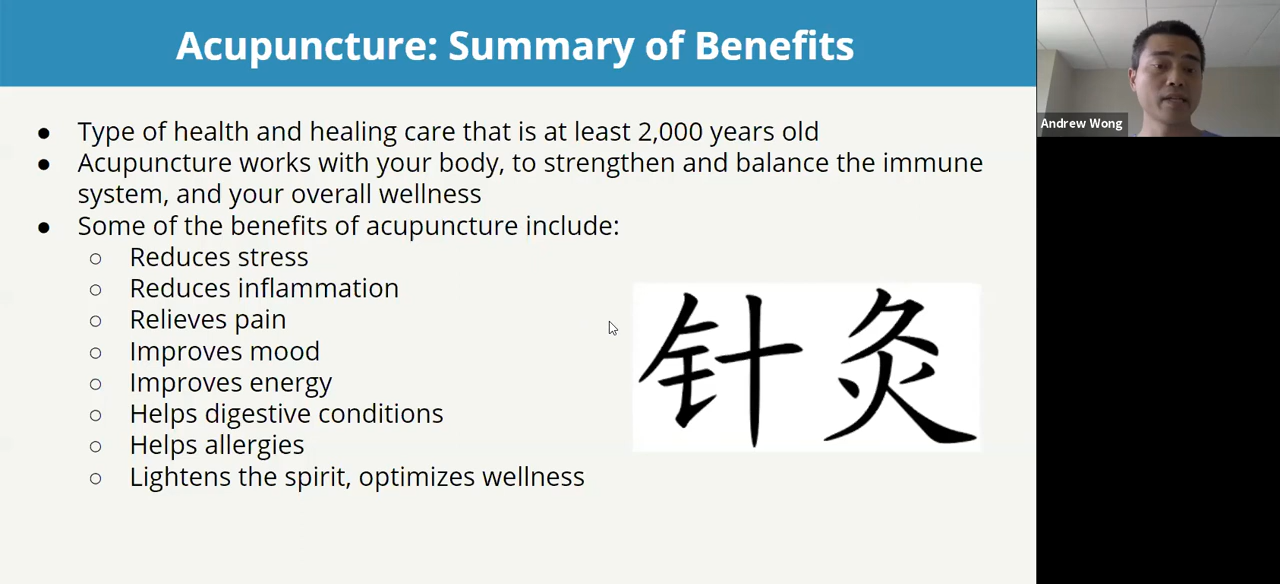 Acupuncture: Summary of Benefits
● Type of health and healing care that is at least 2,000 years old
● Acupuncture works with your body, to strengthen and balance the immune
system, and your overall wellness
● Some of the benefits of acupuncture include:
○ Reduces stress
○ Reduces inflammation
○ Relieves pain
○ Improves mood
○ Improves energy
○ Helps digestive conditions
○ Helps allergies
○ Lightens the spirit, optimizes wellness
针灸
Andrew Wong